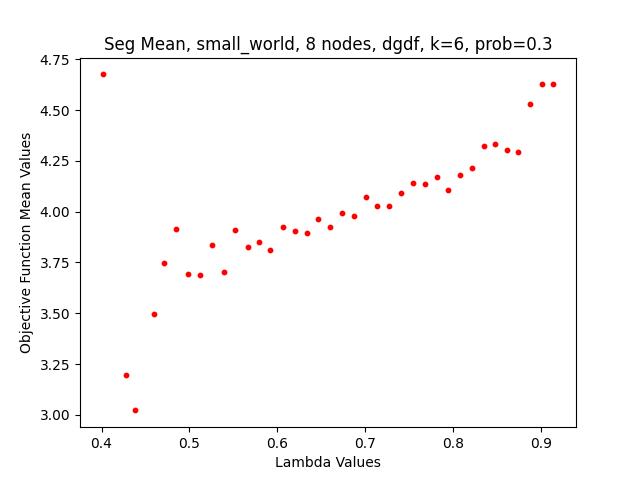 Seg Mean, small_world, 8 nodes, dgdf, k=6, prob=0.3
4.75
4.50
4.25
4.00
3.75
3.50
3.25
3.00
Objective Function Mean Values
0.4 0.5 0.6 0.7 0.8 0.9
Lambda Values